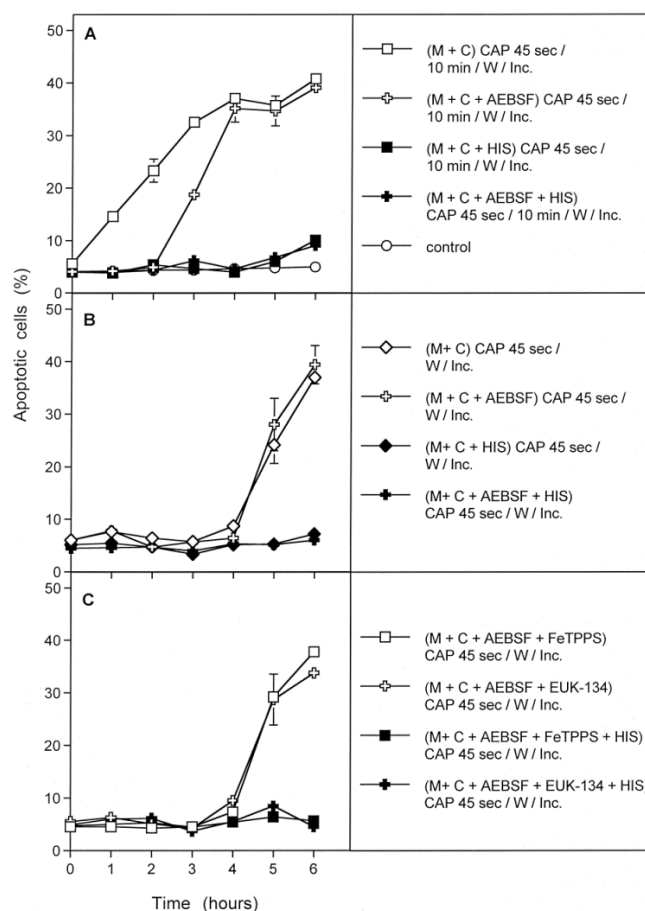 A
50
40
30
20
10
0
(M + C) CAP 45 sec /
10 min / W / Inc.
(M + C + AEBSF) CAP 45 sec /
10 min / W / Inc.
(M + C + HIS) CAP 45 sec /
10 min / W / Inc.
(M + C + AEBSF + HIS)
CAP 45 sec / 10 min / W / Inc.
control
Apoptotic cells (%)
B
50
40
30
20
10
0
(M+ C) CAP 45 sec /
W / Inc.
(M + C + AEBSF) CAP 45 sec /
W / Inc.
(M+ C + HIS) CAP 45 sec /
W / Inc.
(M+ C + AEBSF + HIS)
CAP 45 sec / W / Inc.
C
50
40
30
20
10
0
(M + C + AEBSF + FeTPPS)
CAP 45 sec / W / Inc.
(M + C + AEBSF + EUK-134)
CAP 45 sec / W / Inc.
(M+ C + AEBSF + FeTPPS + HIS)
CAP 45 sec / W / Inc.
(M+ C + AEBSF + EUK-134 + HIS)
CAP 45 sec / W / Inc.
0 1 2 3 4 5 6
Time (hours)